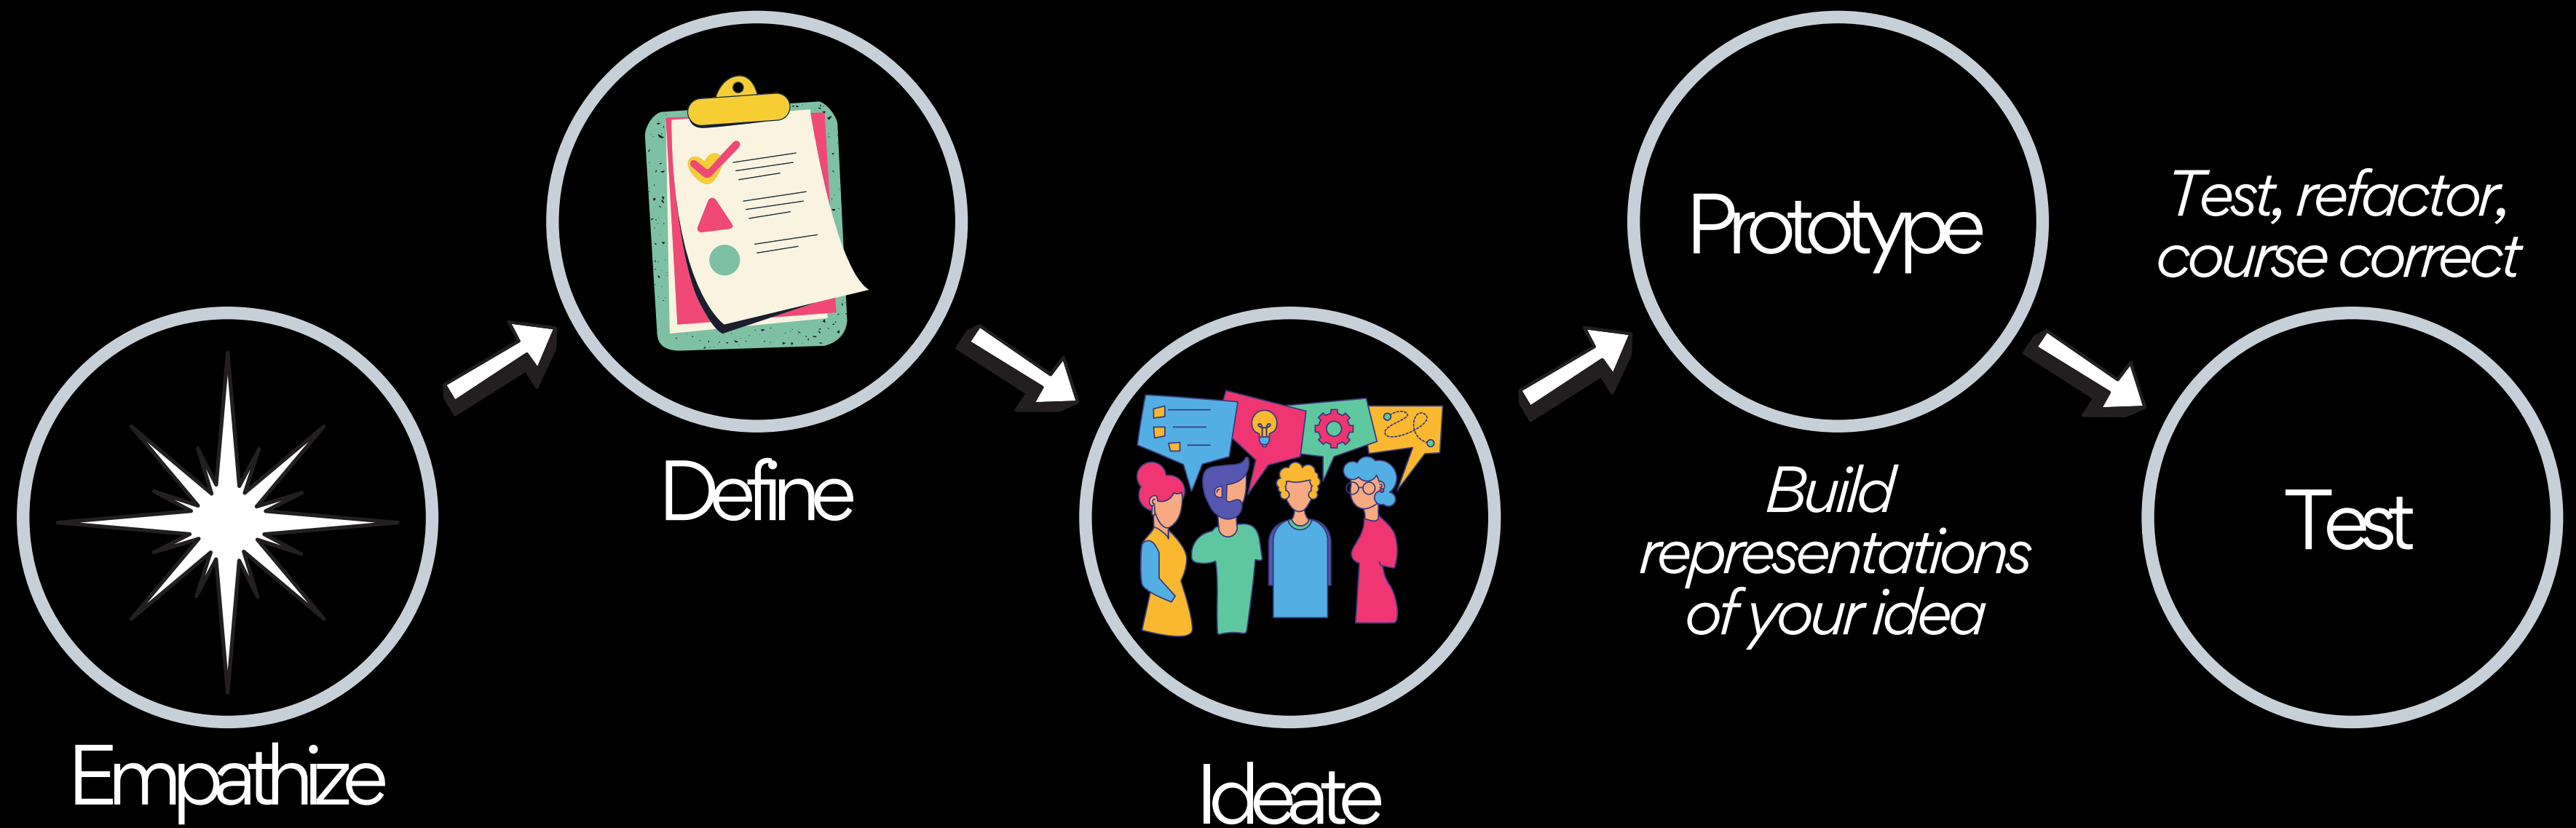 Empathize
Define
Ideate
Prototype
Build
representations
of your idea
Test, refactor,
course correct
Test